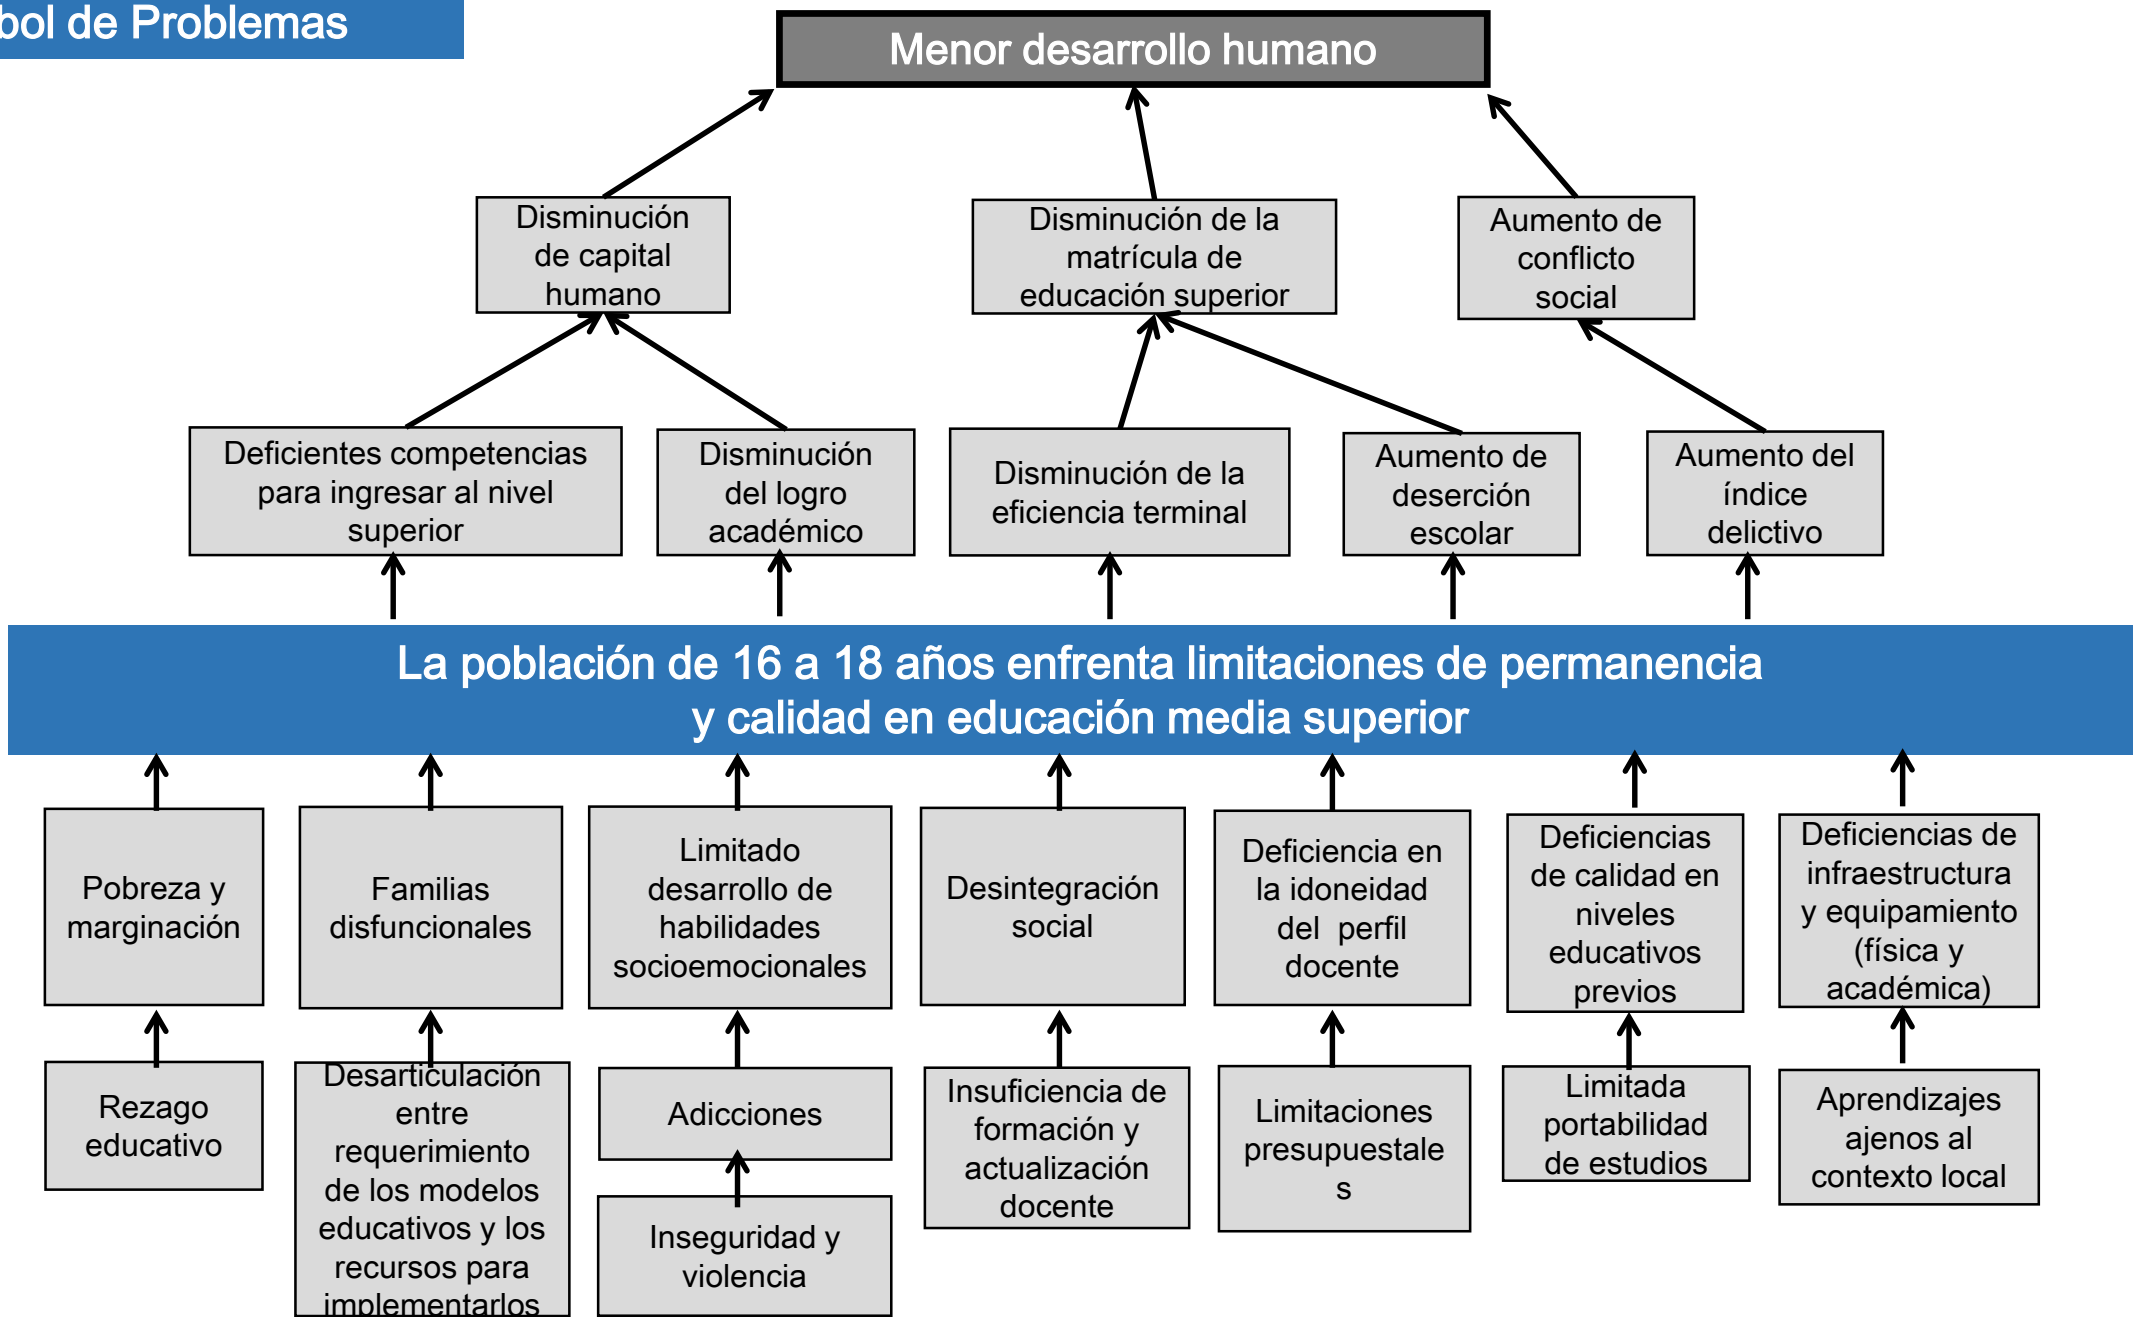 bol de Problemas
Menor desarrollo humano
Disminución
de capital
humano
Disminución de la
matrícula de
educación superior
Aumento de
conflicto
social
Deficientes competencias
para ingresar al nivel
superior
Disminución
del logro
académico
Disminución de la
eficiencia terminal
Aumento de
deserción
escolar
Aumento del
índice
delictivo
La población de 16 a 18 años enfrenta limitaciones de permanencia
y calidad en educación media superior
Pobreza y
marginación
Familias
disfuncionales
Limitado
desarrollo de
habilidades
socioemocionales
Desintegración
social
Deficiencia en
la idoneidad
del  perfil
docente
Deficiencias
de calidad en
niveles
educativos
previos
Deficiencias de
infraestructura
y equipamiento
(física y
académica)
Rezago
educativo
Desarticulación
entre
requerimiento
de los modelos
educativos y los
recursos para
implementarlos
Adicciones
Inseguridad y
violencia
Insuficiencia de
formación y
actualización
docente
Limitaciones
presupuestale
s
Limitada
portabilidad
de estudios
Aprendizajes
ajenos al
contexto local